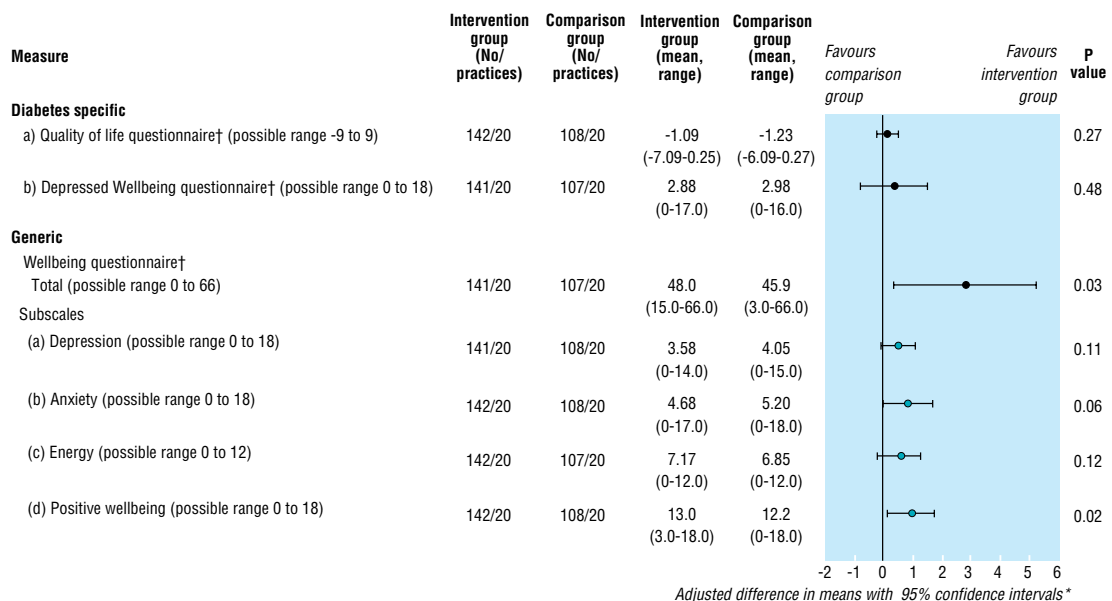 Measure
Intervention group (No/ practices)
Comparison group (No/ practices)
Intervention group (mean, range)
Comparison group (mean, range)
Favours comparison group
Favours intervention group
P value
Diabetes specific
a) Quality of life questionnaire† (possible range -9 to 9) 142/20 108/20 -1.09 -1.23 0.27
(-7.09-0.25) (-6.09-0.27)
b) Depressed Wellbeing questionnaire† (possible range 0 to 18) 141/20 107/20 2.88 2.98 0.48
(0-17.0) (0-16.0)
Generic
Wellbeing questionnaire†
Total (possible range 0 to 66) 141/20 107/20 48.0 45.9 0.03
(15.0-66.0) (3.0-66.0)
Subscales
(a) Depression (possible range 0 to 18) 141/20 108/20 3.58 4.05 0.11
(0-14.0) (0-15.0)
(b) Anxiety (possible range 0 to 18) 142/20 108/20 4.68 5.20 0.06
(0-17.0) (0-18.0)
(c) Energy (possible range 0 to 12) 142/20 107/20 7.17 6.85 0.12
(0-12.0) (0-12.0)
(d) Positive wellbeing (possible range 0 to 18) 142/20 108/20 13.0 12.2 0.02
(3.0-18.0) (0-18.0)
-2 -1 0 1 2 3 4 5 6
Adjusted difference in means with 95% confidence intervals*